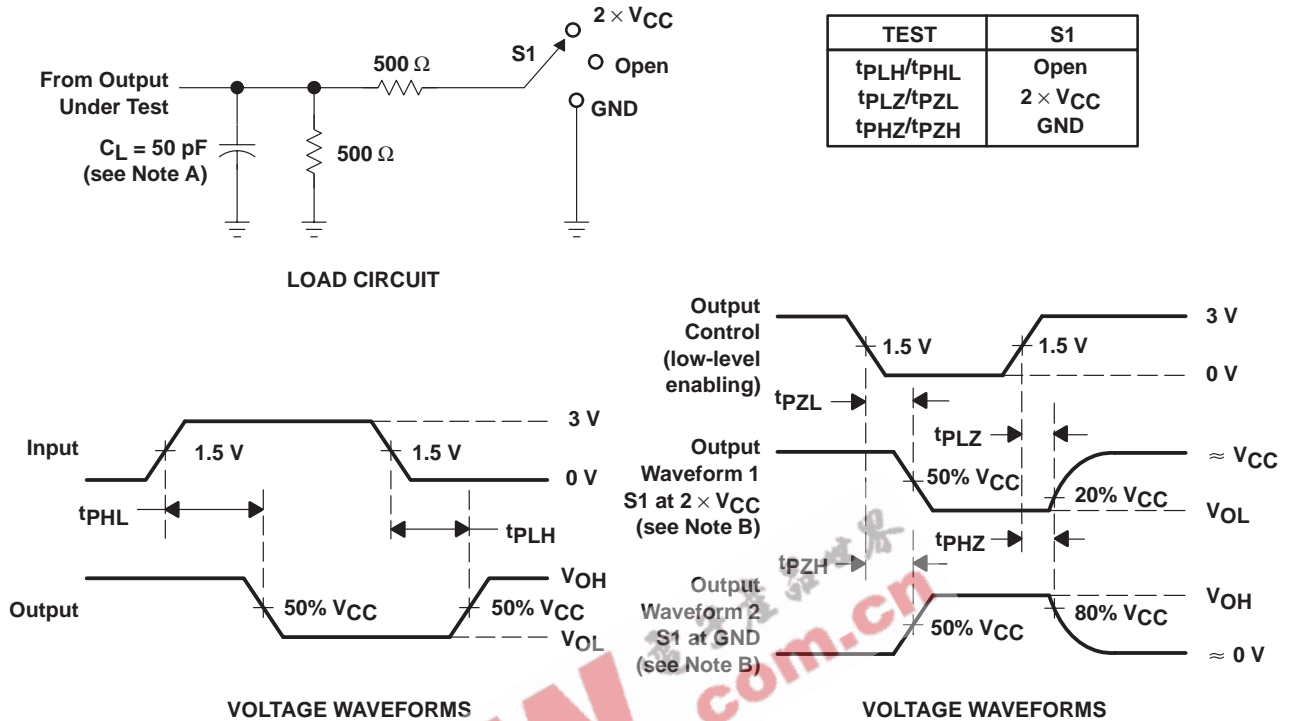 2 × VCC
S1
Open
GND
500 Ω
From Output
Under Test
CL = 50 pF
(see Note A)
500 Ω
LOAD CIRCUIT
TEST S1
tPLH/tPHL Open
tPLZ/tPZL 2 × VCC
tPHZ/tPZH GND
Input
1.5 V
1.5 V
3 V
0 V
tPHL
tPLH
Output
50% VCC
50% VCC
VOH
VOL
VOLTAGE WAVEFORMS
Output
Control
(low-level
enabling)
1.5 V
1.5 V
3 V
0 V
tPZL
tPLZ
Output
Waveform 1
S1 at 2 × VCC
(see Note B)
50% VCC
20% VCC
≈ VCC
VOL
tPZH
tPHZ
Output
Waveform 2
S1 at GND
(see Note B)
50% VCC
80% VCC
VOH
≈ 0 V
VOLTAGE WAVEFORMS
com.cn